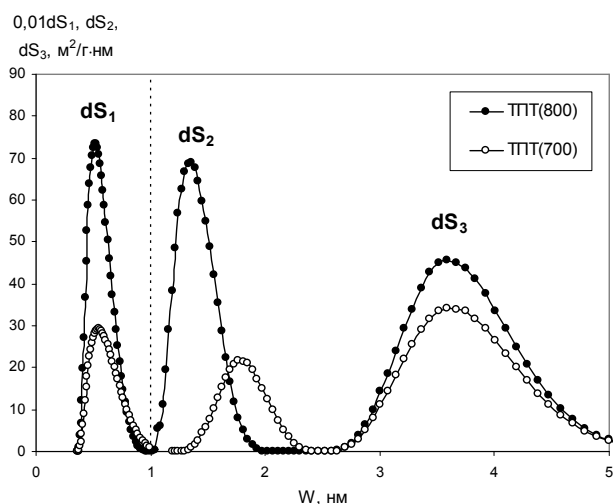 0,01dS₁, dS₂,
dS₃, м²/г·нм
90
80
70
60
50
40
30
20
10
0
dS₁
dS₂
dS₃
ТПТ(800)
ТПТ(700)
0 1 2 3 4 5
W, нм